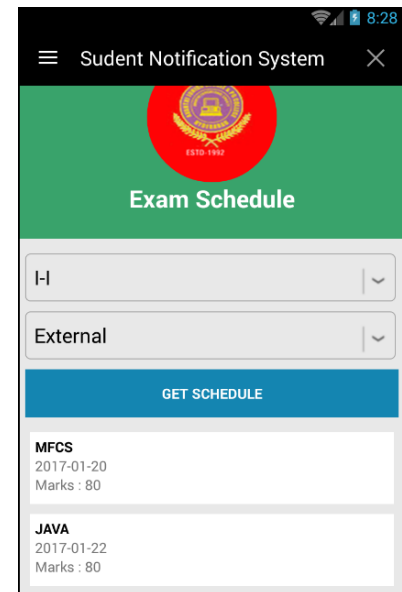 8:28
Sudent Notification System
ESTD-1992
Exam Schedule
I-I
External
GET SCHEDULE
MFCS
2017-01-20
Marks : 80
JAVA
2017-01-22
Marks : 80